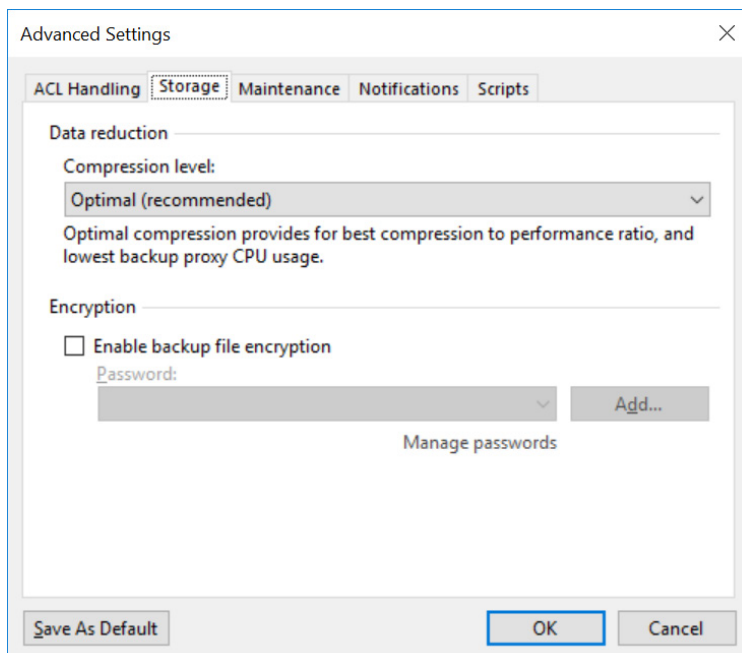 Advanced Settings
ACL Handling Storage Maintenance Notifications Scripts
Data reduction
Compression level:
Optimal (recommended)
Optimal compression provides for best compression to performance ratio, and
lowest backup proxy CPU usage.
Encryption
Enable backup file encryption
Password:
Add...
Manage passwords
Save As Default OK Cancel